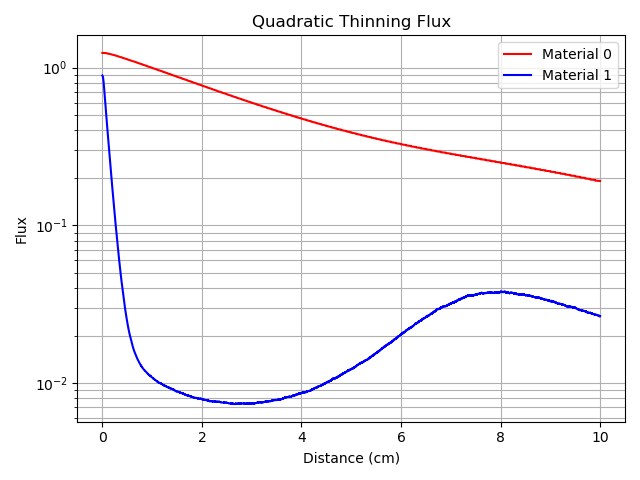 Quadratic Thinning Flux
Material 0
Material 1
Flux
10^0
10^-1
10^-2
0 2 4 6 8 10
Distance (cm)